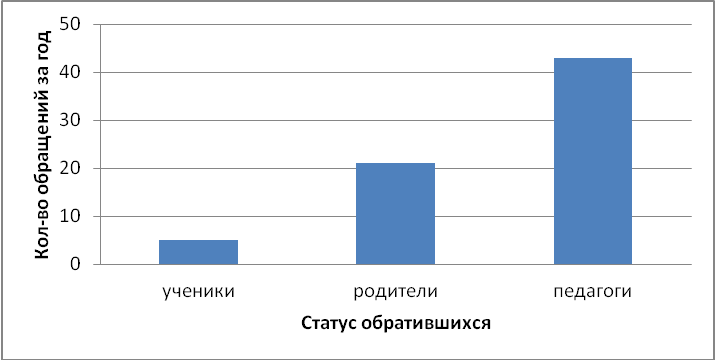 Кол-во обращений за год
50
40
30
20
10
0
ученики родители педагоги
Статус обратившихся